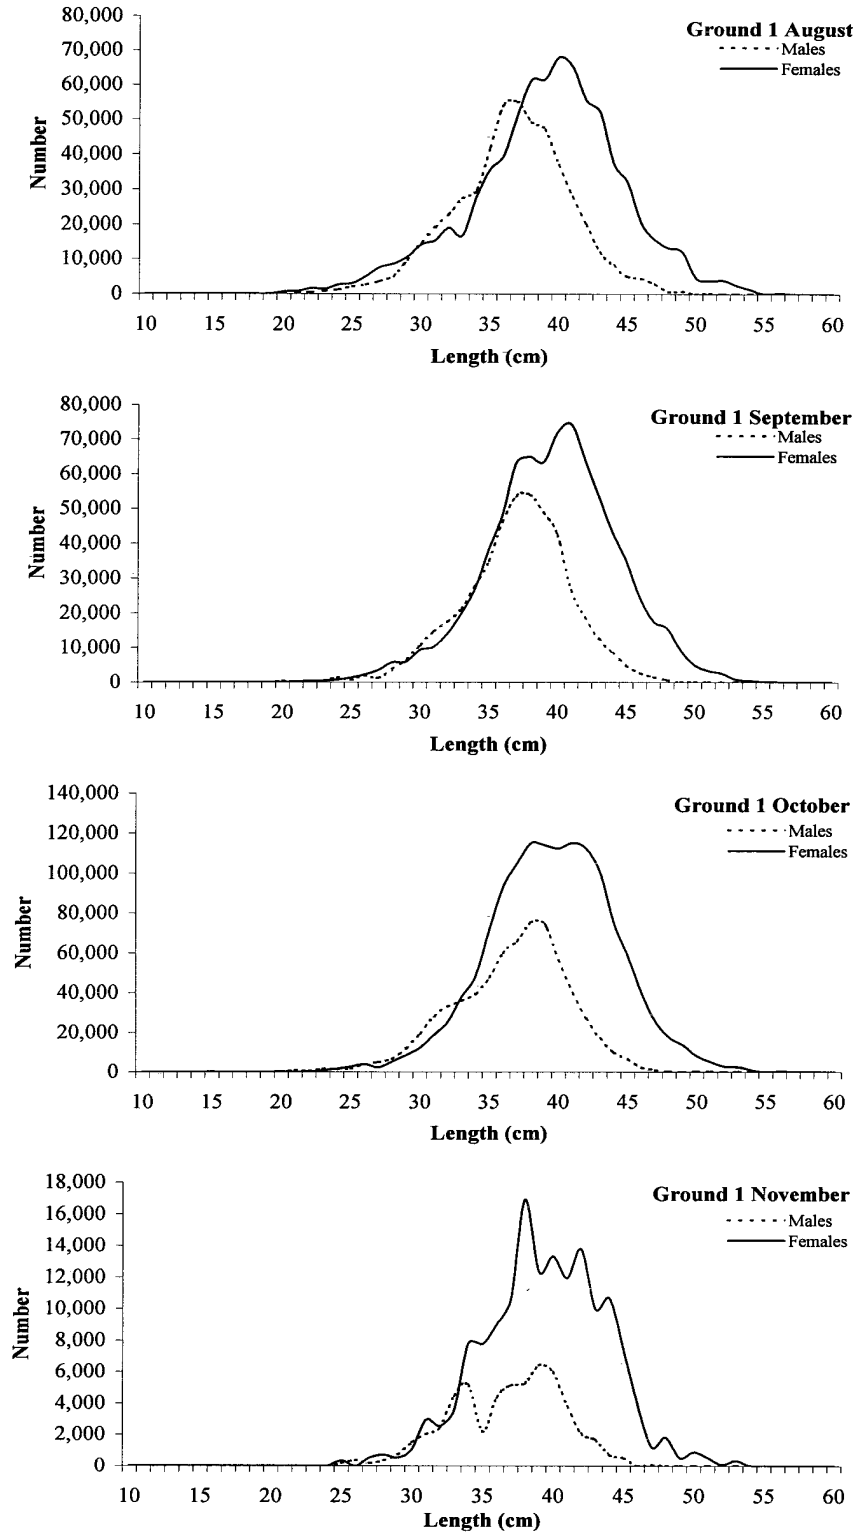 Ground 1 August
Males
Females
80,000
70,000
60,000
50,000
40,000
30,000
20,000
10,000
0
Number
10 15 20 25 30 35 40 45 50 55 60
Length (cm)
Ground 1 September
Males
Females
80,000
70,000
60,000
50,000
40,000
30,000
20,000
10,000
0
Number
10 15 20 25 30 35 40 45 50 55 60
Length (cm)
Ground 1 October
Males
Females
140,000
120,000
100,000
80,000
60,000
40,000
20,000
0
Number
10 15 20 25 30 35 40 45 50 55 60
Length (cm)
Ground 1 November
Males
Females
18,000
16,000
14,000
12,000
10,000
8,000
6,000
4,000
2,000
0
Number
10 15 20 25 30 35 40 45 50 55 60
Length (cm)